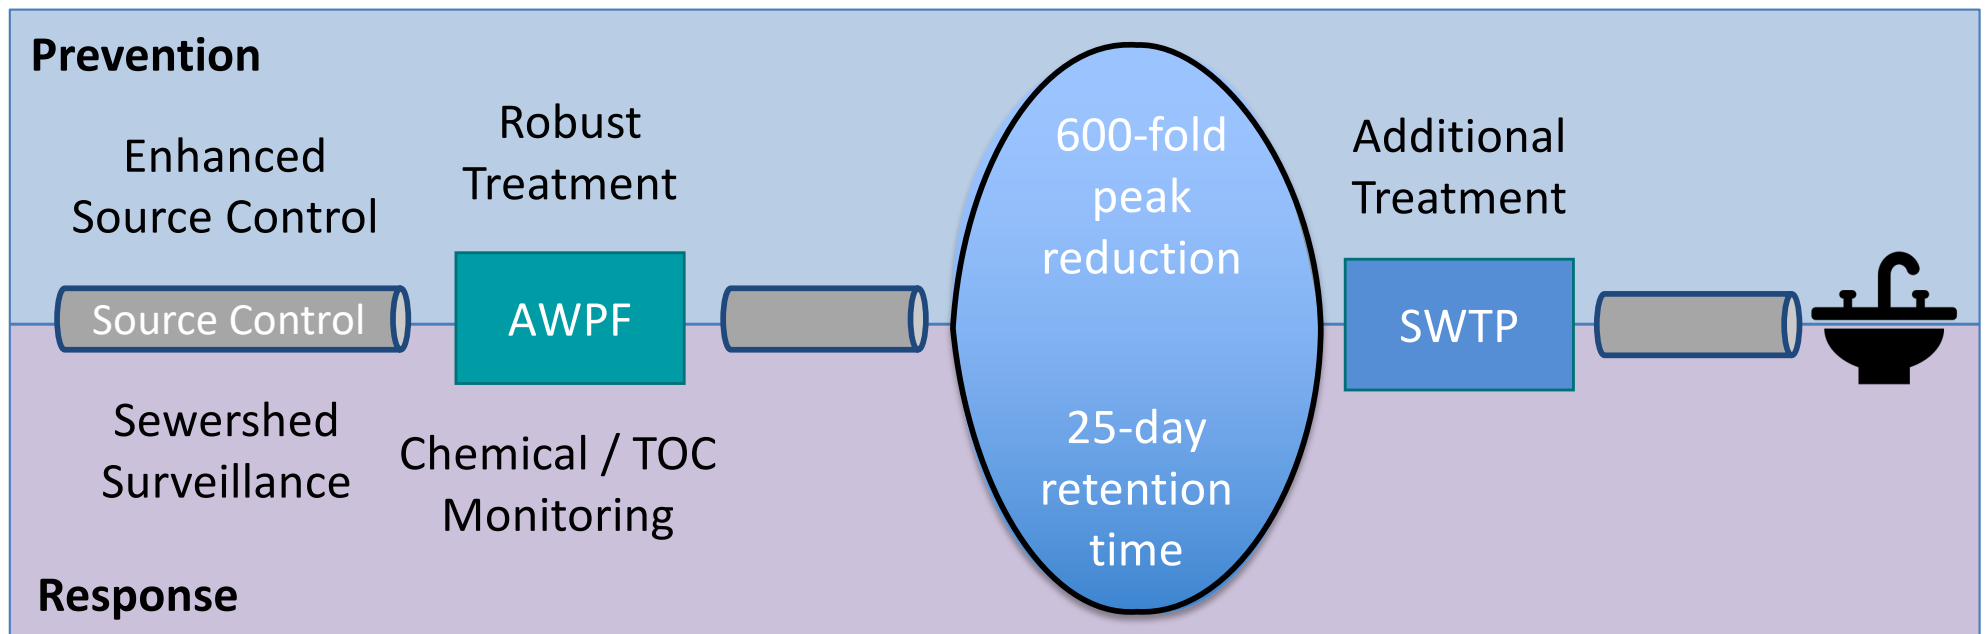 Prevention
Enhanced
Source Control
Robust
Treatment
600-fold
peak
reduction
Additional
Treatment
Source Control
AWPF
SWTP
Sewershed
Surveillance
Chemical / TOC
Monitoring
25-day
retention
time
Response